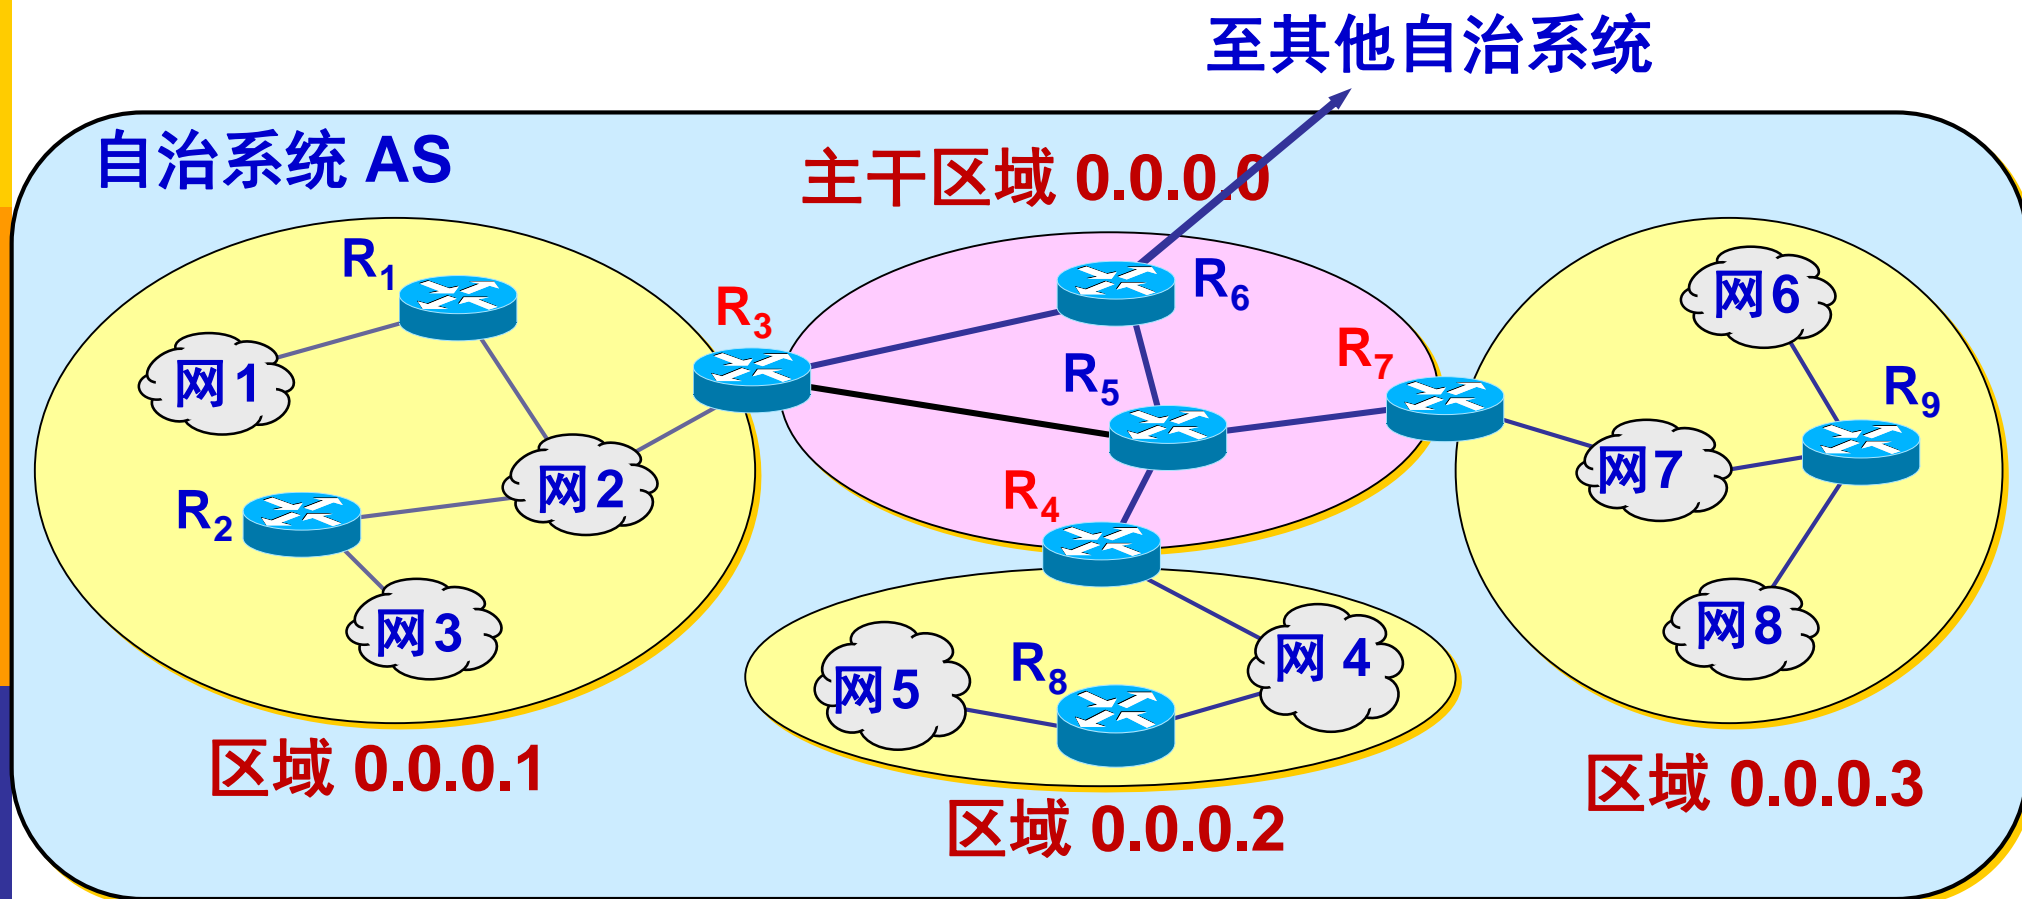 至其他自治系统
自治系统 AS
主干区域 0.0.0.0
R1
R3
R6
网6
网1
R5
R7
R9
网2
网7
R2
R4
网3
网5
R8
网 4
网8
区域 0.0.0.1
区域 0.0.0.2
区域 0.0.0.3